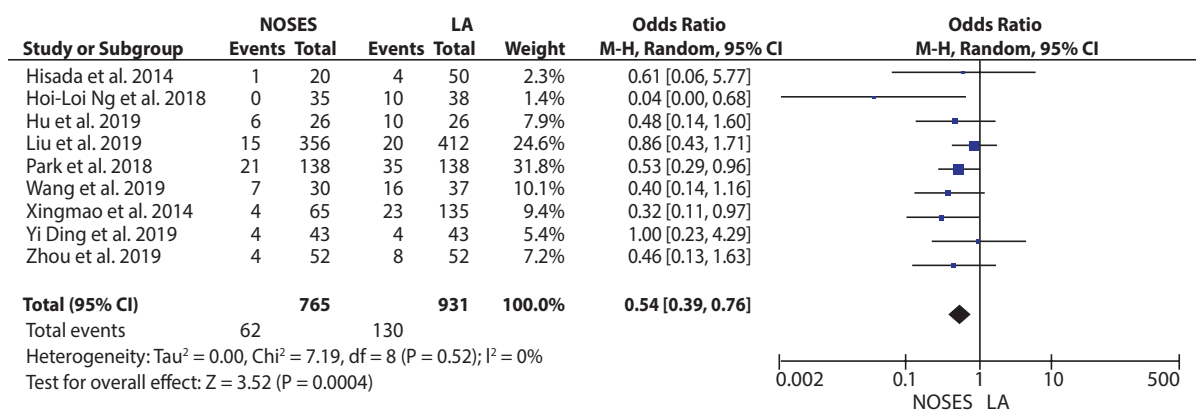 NOSES LA Odds Ratio Odds Ratio
Study or Subgroup Events Total Events Total Weight M-H, Random, 95% CI M-H, Random, 95% CI
Hisada et al. 2014 1 20 4 50 2.3% 0.61 [0.06, 5.77]
Hoi-Loi Ng et al. 2018 0 35 10 38 1.4% 0.04 [0.00, 0.68]
Hu et al. 2019 6 26 10 26 7.9% 0.48 [0.14, 1.60]
Liu et al. 2019 15 356 20 412 24.6% 0.86 [0.43, 1.71]
Park et al. 2018 21 138 35 138 31.8% 0.53 [0.29, 0.96]
Wang et al. 2019 7 30 16 37 10.1% 0.40 [0.14, 1.16]
Xingmao et al. 2014 4 65 23 135 9.4% 0.32 [0.11, 0.97]
Yi Ding et al. 2019 4 43 4 43 5.4% 1.00 [0.23, 4.29]
Zhou et al. 2019 4 52 8 52 7.2% 0.46 [0.13, 1.63]
Total (95% CI) 765 931 100.0% 0.54 [0.39, 0.76]
Total events 62 130
Heterogeneity: Tau² = 0.00, Chi² = 7.19, df = 8 (P = 0.52); I² = 0%
Test for overall effect: Z = 3.52 (P = 0.0004)
0.002 0.1 1 10 500
NOSES LA